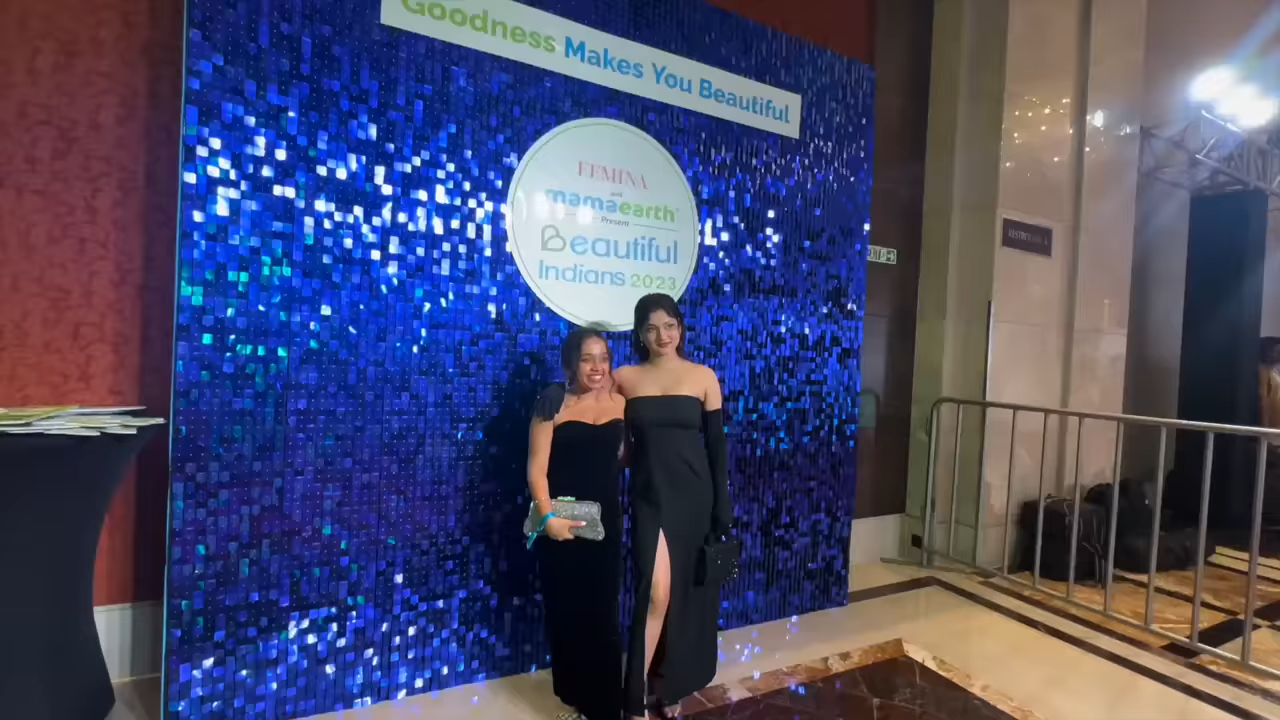 Goodness Makes You Beautiful
FEMINA
and
mamaearth
Present
Beautiful
Indians 2023